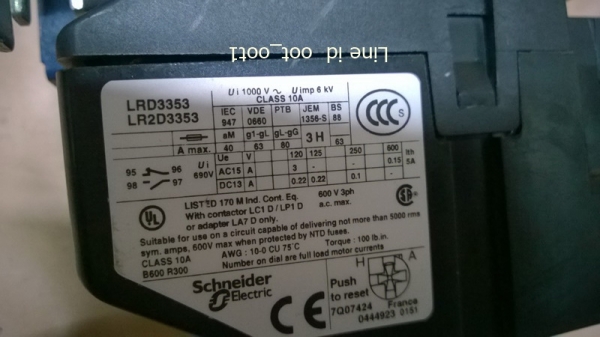 Line id oot_oot1
LRD3353
LR2D3353
Ui 1000 V ~ Uimp 6 kV
CLASS 10A
IEC 947 VDE 0660 PTB JEM 1356-S BS 88
CCC S
aM g1-gL gL-gG 3 H
A max. 40 63 80 63
95 96
98 97
Ui 690V
Ue V 120 125 250 600 Ith
AC15 A 3 - 0.15 5A
DC13 A 0.22 0.22 0.1 -
UL
LISTED 170 M Ind. Cont. Eq. 600 V 3ph
With contactor LC1 D / LP1 D a.c. max.
or adapter LA7 D only.
Suitable for use on a circuit capable of delivering not more than 5000 rms
sym. amps, 600V max when protected by NTD fuses.
CLASS 10A AWG : 10-0 CU 75 C Torque : 100 lb.in.
B600 R300 Number on dial are full load motor currents
Schneider
Electric
CE
Push
to reset
H A
7Q07424 France
0444923 0151